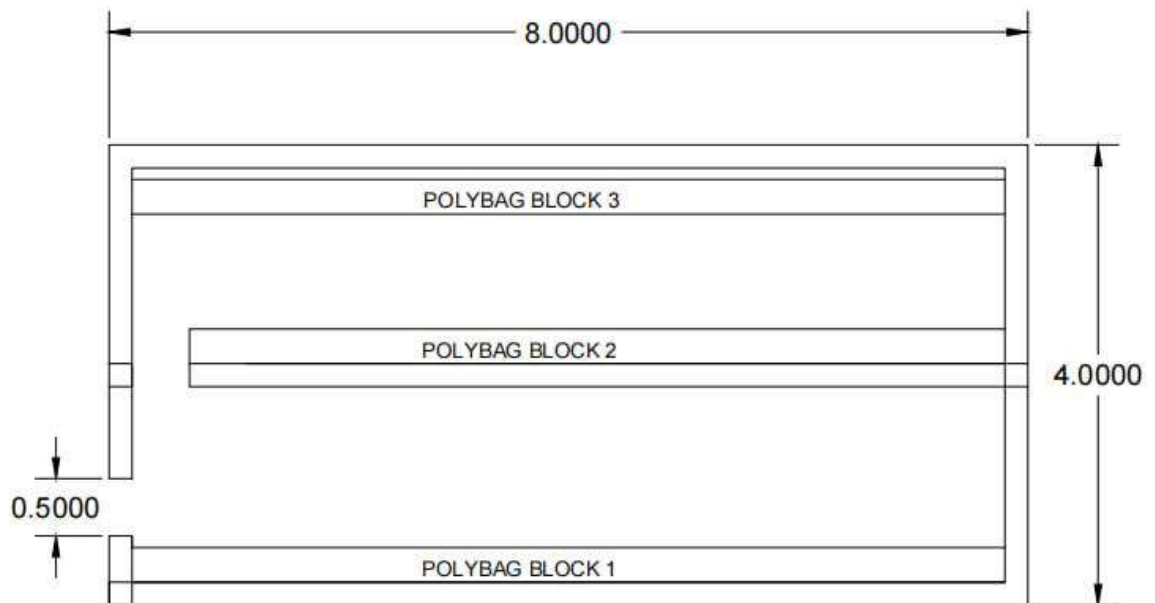 8.0000
POLYBAG BLOCK 3
POLYBAG BLOCK 2
4.0000
0.5000
POLYBAG BLOCK 1